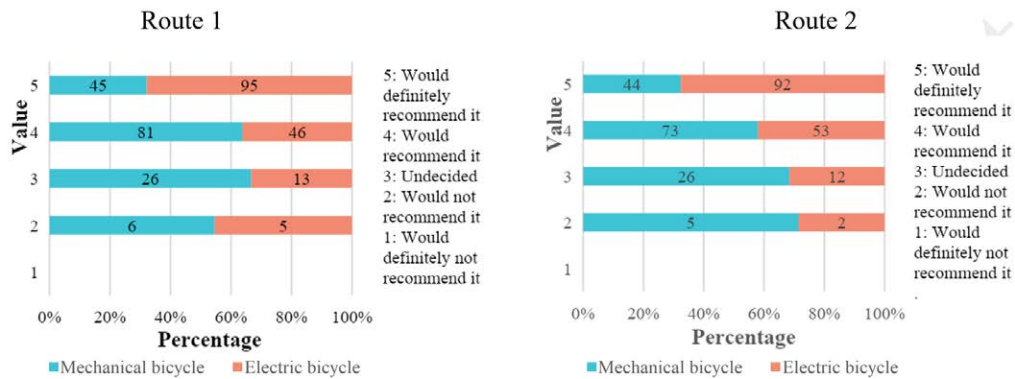 Route 1
Value
5
45
95
4
81
46
3
26
13
2
6
5
1
0%
20%
40%
60%
80%
100%
Percentage
Mechanical bicycle
Electric bicycle
5: Would
definitely
recommend it
4: Would
recommend it
3: Undecided
2: Would not
recommend it
1: Would
definitely not
recommend it
Route 2
Value
5
44
92
4
73
53
3
26
12
2
5
2
1
0%
20%
40%
60%
80%
100%
Percentage
Mechanical bicycle
Electric bicycle
5: Would
definitely
recommend it
4: Would
recommend it
3: Undecided
2: Would not
recommend it
1: Would
definitely not
recommend it
.